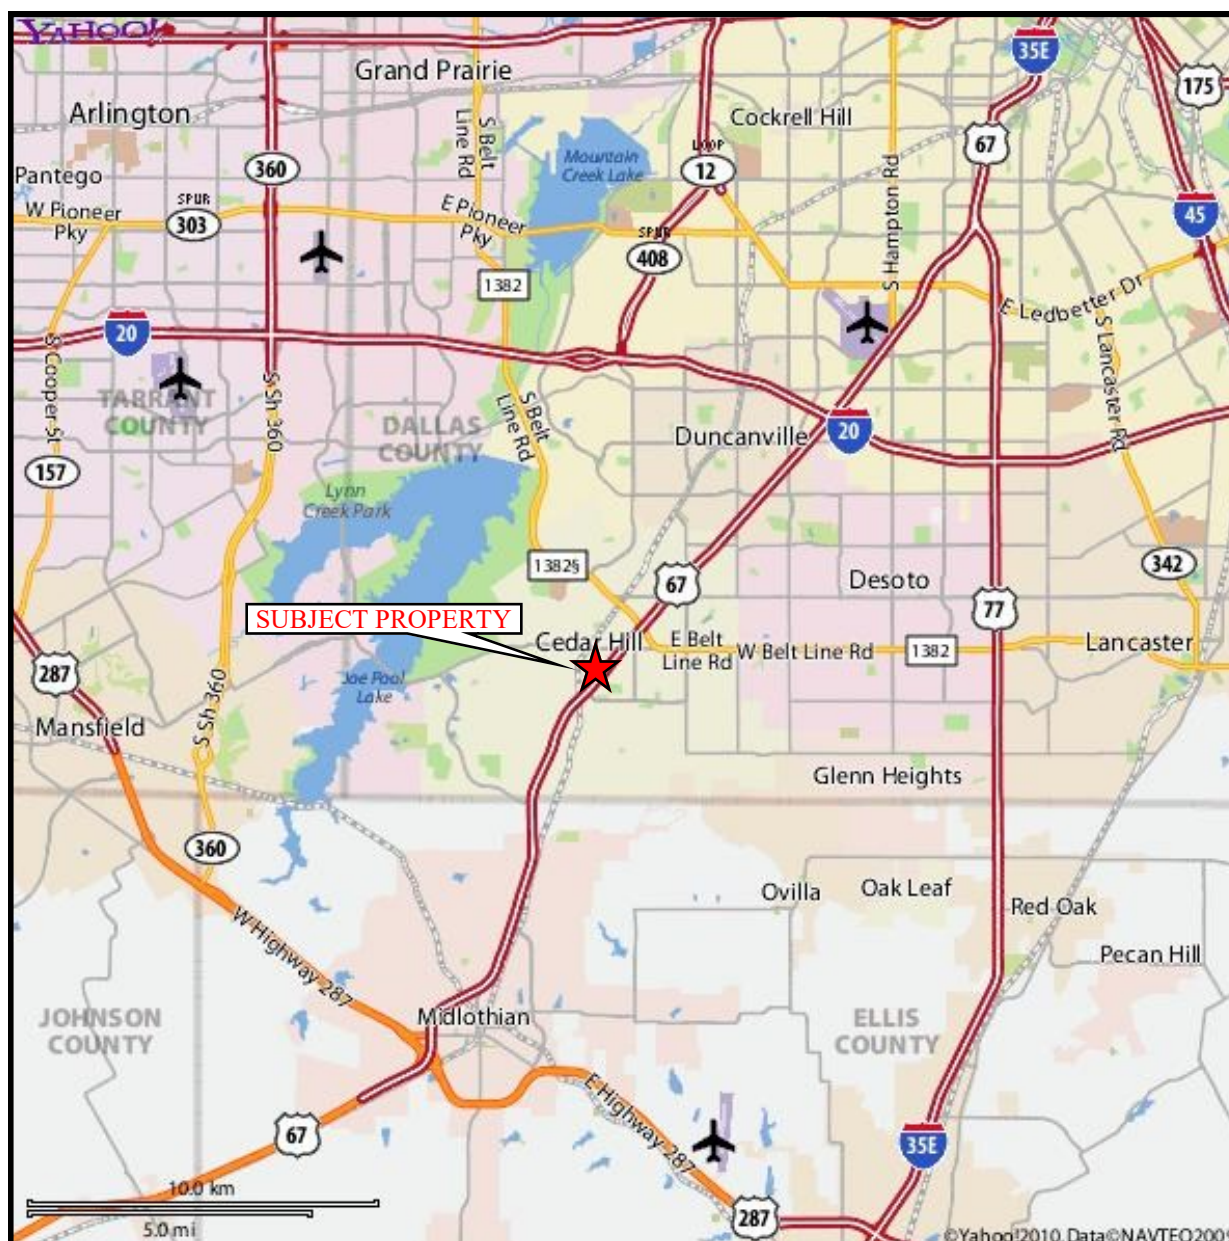 YAHOO!
35E
Grand Prairie
175
Arlington
S Belt
Line Rd
Cockrell Hill
67
Mountain
Creek Lake
LOOP
12
360
Pantego
SPUR
303
W Pioneer
Pky
E Pioneer
Pky
S Hampton Rd
45
SPUR
408
1382
E Ledbetter Dr
20
S Cooper St
S Lancaster Rd
TARRANT
COUNTY
S Sh 360
S Belt
Line Rd
DALLAS
COUNTY
Duncanville
20
157
Lynn
Creek Park
1382§
342
67
Desoto
77
SUBJECT PROPERTY
Cedar Hill
E Belt
Line Rd
W Belt Line Rd
1382
Lancaster
287
Joe Pool
Lake
S Sh 360
Mansfield
Glenn Heights
360
Ovilla
Oak Leaf
Red Oak
W Highway 287
Pecan Hill
JOHNSON
COUNTY
Midlothian
ELLIS
COUNTY
E Highway 287
67
35E
10.0 km
5.0 mi
287
©Yahoo!2010, Data©NAVTEQ200